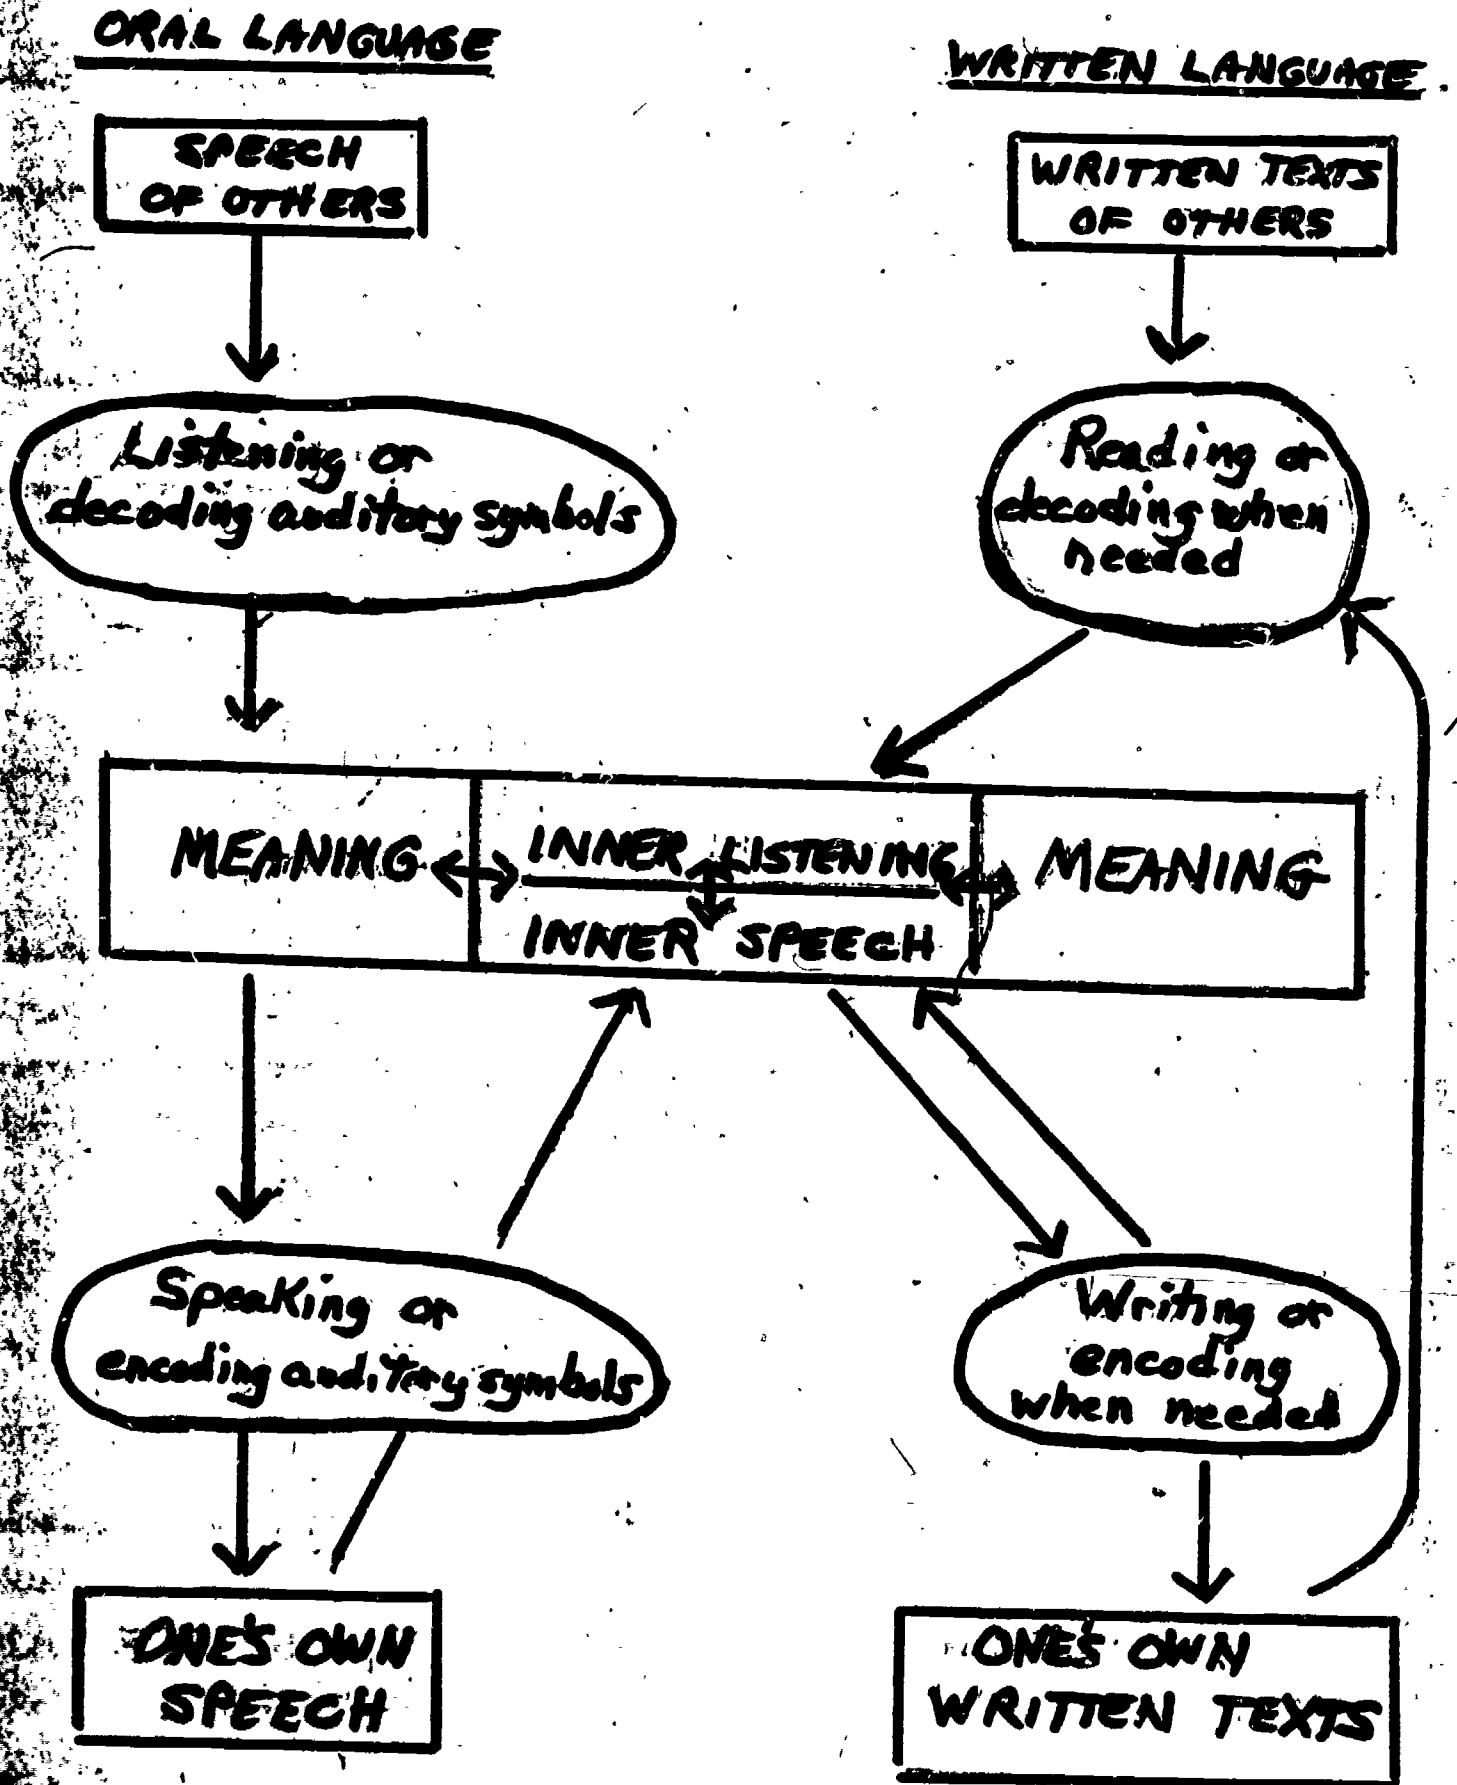 ORAL LANGUAGE
WRITTEN LANGUAGE
SPEECH
OF OTHERS
WRITTEN TEXTS
OF OTHERS
Listening or
decoding auditory symbols
Reading or
decoding when
needed
MEANING
INNER LISTENING
INNER SPEECH
MEANING
Speaking or
encoding auditory symbols
Writing or
encoding
when needed
ONE'S OWN
SPEECH
ONE'S OWN
WRITTEN TEXTS